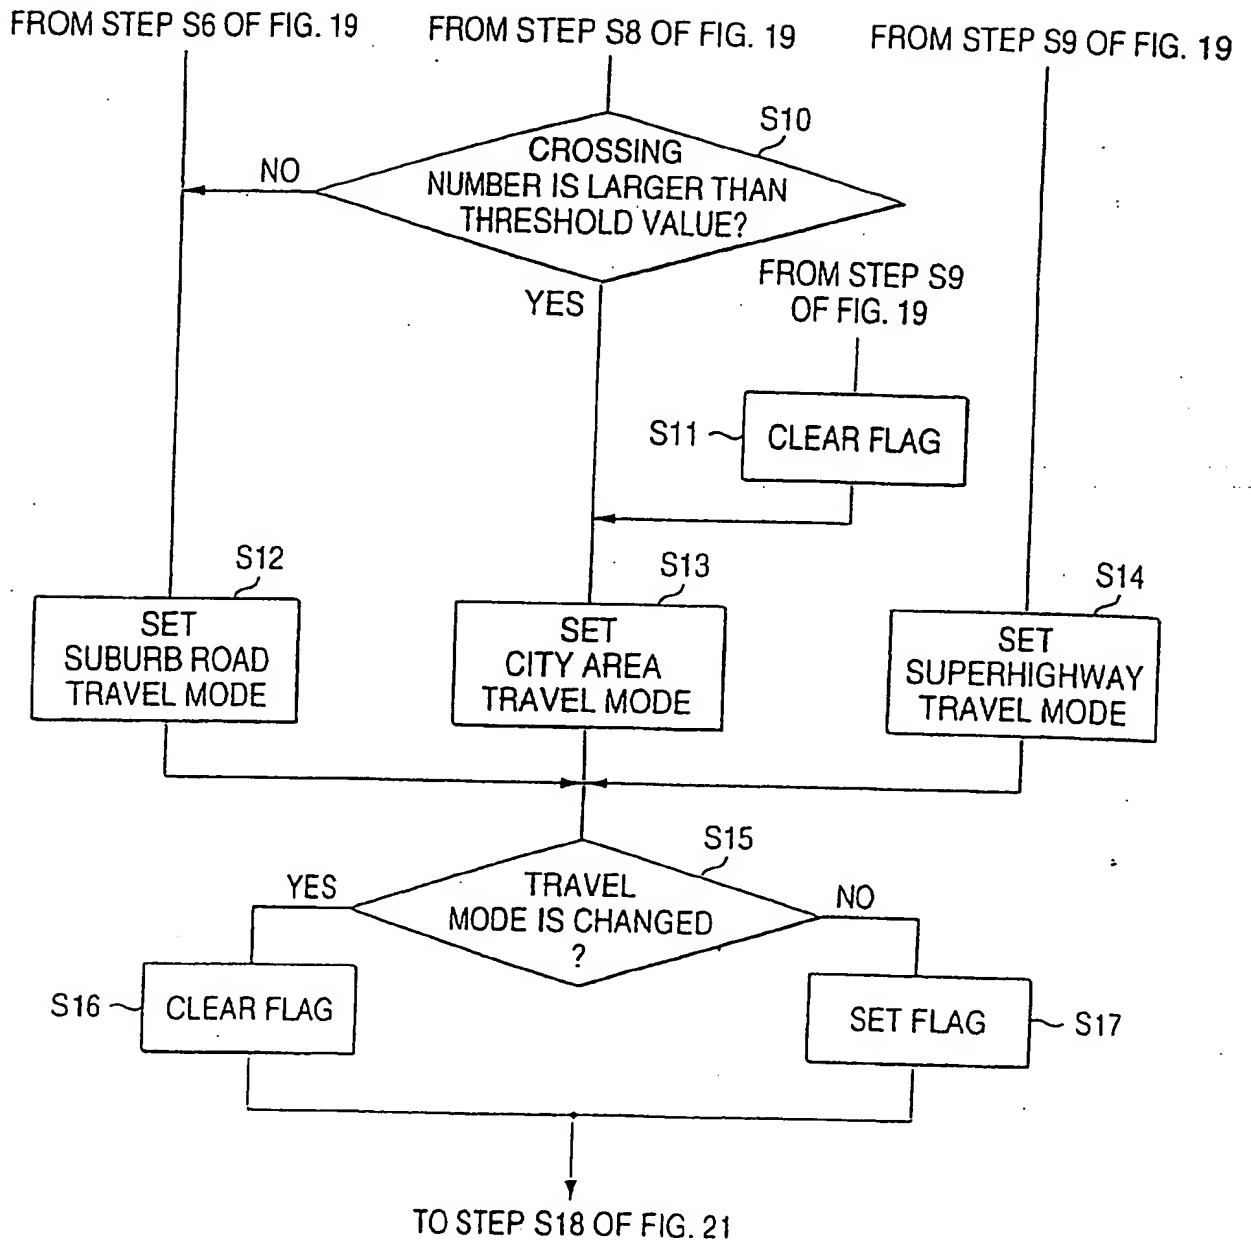 FROM STEP S6 OF FIG. 19
FROM STEP S8 OF FIG. 19
FROM STEP S9 OF FIG. 19
S10
CROSSING
NUMBER IS LARGER THAN
THRESHOLD VALUE?
NO
YES
FROM STEP S9
OF FIG. 19
S11
CLEAR FLAG
S12
SET
SUBURB ROAD
TRAVEL MODE
S13
SET
CITY AREA
TRAVEL MODE
S14
SET
SUPERHIGHWAY
TRAVEL MODE
S15
TRAVEL
MODE IS CHANGED
?
YES
NO
S16
CLEAR FLAG
SET FLAG
S17
TO STEP S18 OF FIG. 21